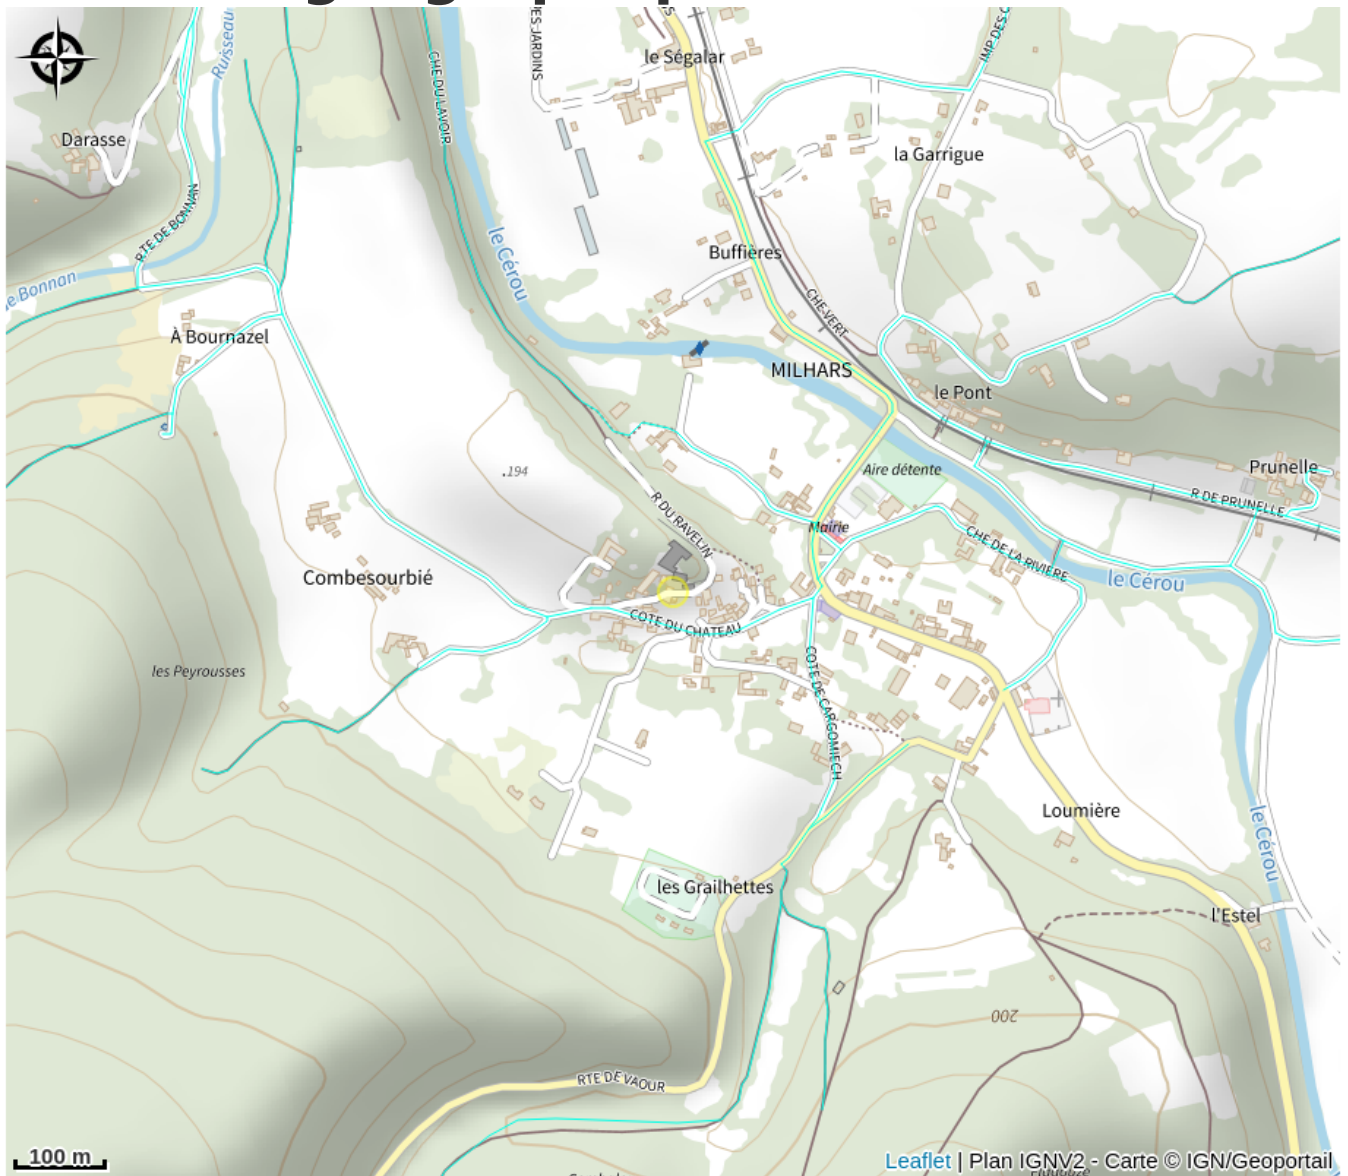 DES JARDINS
le Ségalar
IMP DES C
Ruisseau
CHE DU LAVOIR
Darasse
la Garrigue
RTE DE BONNAN
le Cérou
Buffières
e Bonnan
CHE VERT
À Bournazel
MILHARS
le Pont
.194
Aire détente
Prunelle
R DE PRUNELLE
R DU RAVELIN
Mairie
CHE DE LA RIVIÈRE
Combesourbié
le Cérou
COTE DU CHATEAU
les Peyrousses
COTE DE CARGOMIECH
Loumière
le Cérou
les Grailhettes
l'Estel
200
RTE DE VAOUR
100 m
Leaflet | Plan IGNV2 - Carte © IGN/Geoportail